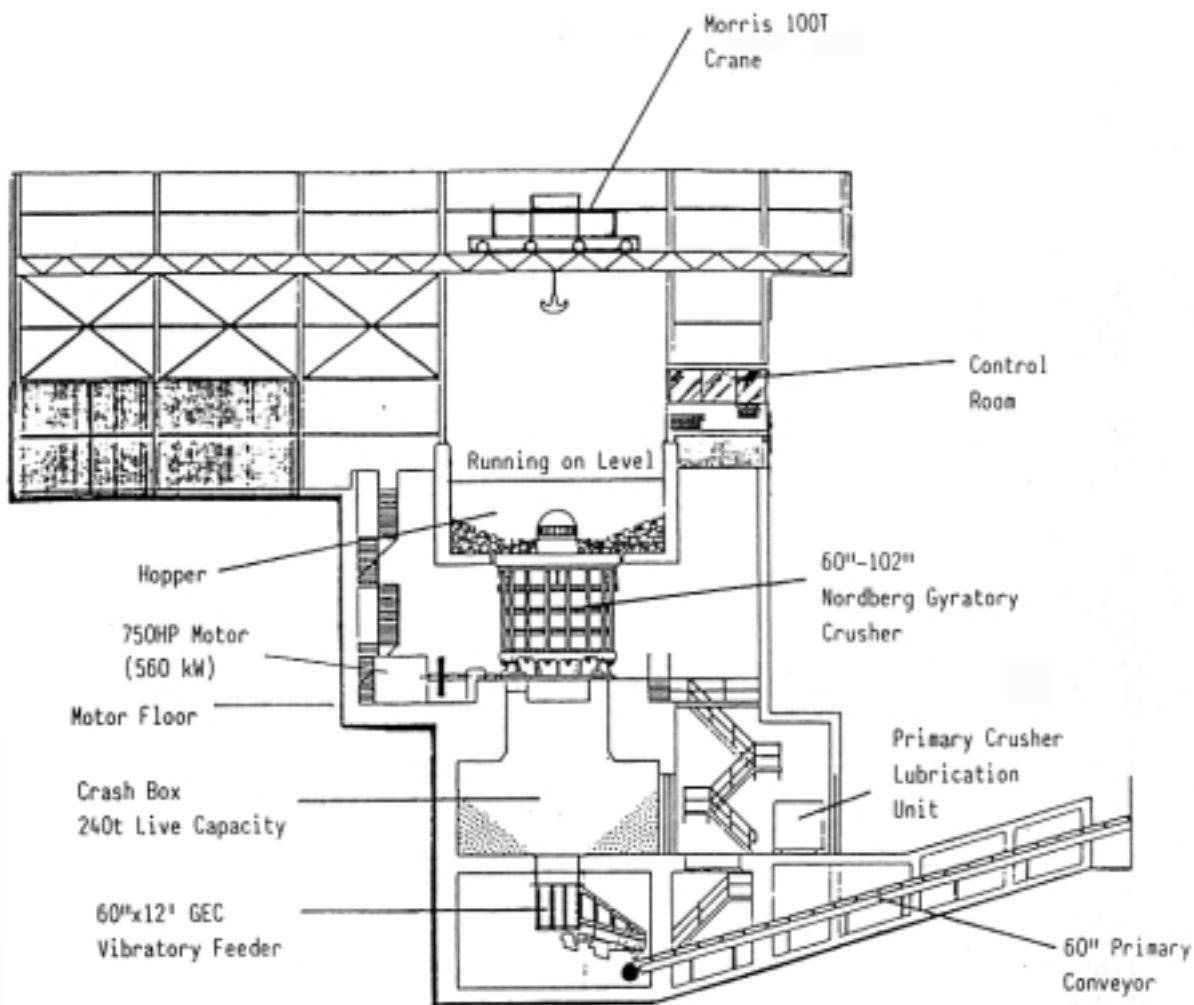 Morris 100T
Crane
Control
Room
Running on Level
Hopper
60"-102"
Nordberg Gyratory
Crusher
750HP Motor
(560 kW)
Motor Floor
Primary Crusher
Lubrication
Unit
Crash Box
240t Live Capacity
60"x12' GEC
Vibratory Feeder
60" Primary
Conveyor